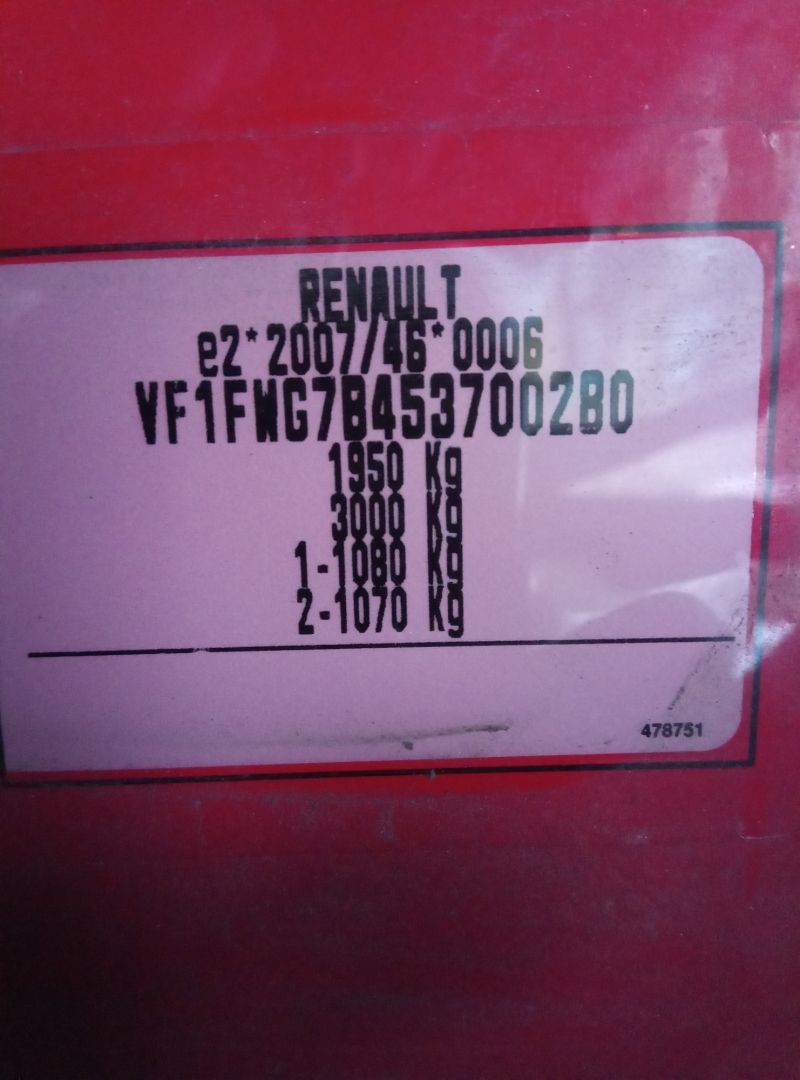 RENAULT
e2*2007/46*0006
VF1FWG7B453700280
1950 Kg
3000 Kg
1-1080 Kg
2-1070 Kg
478751